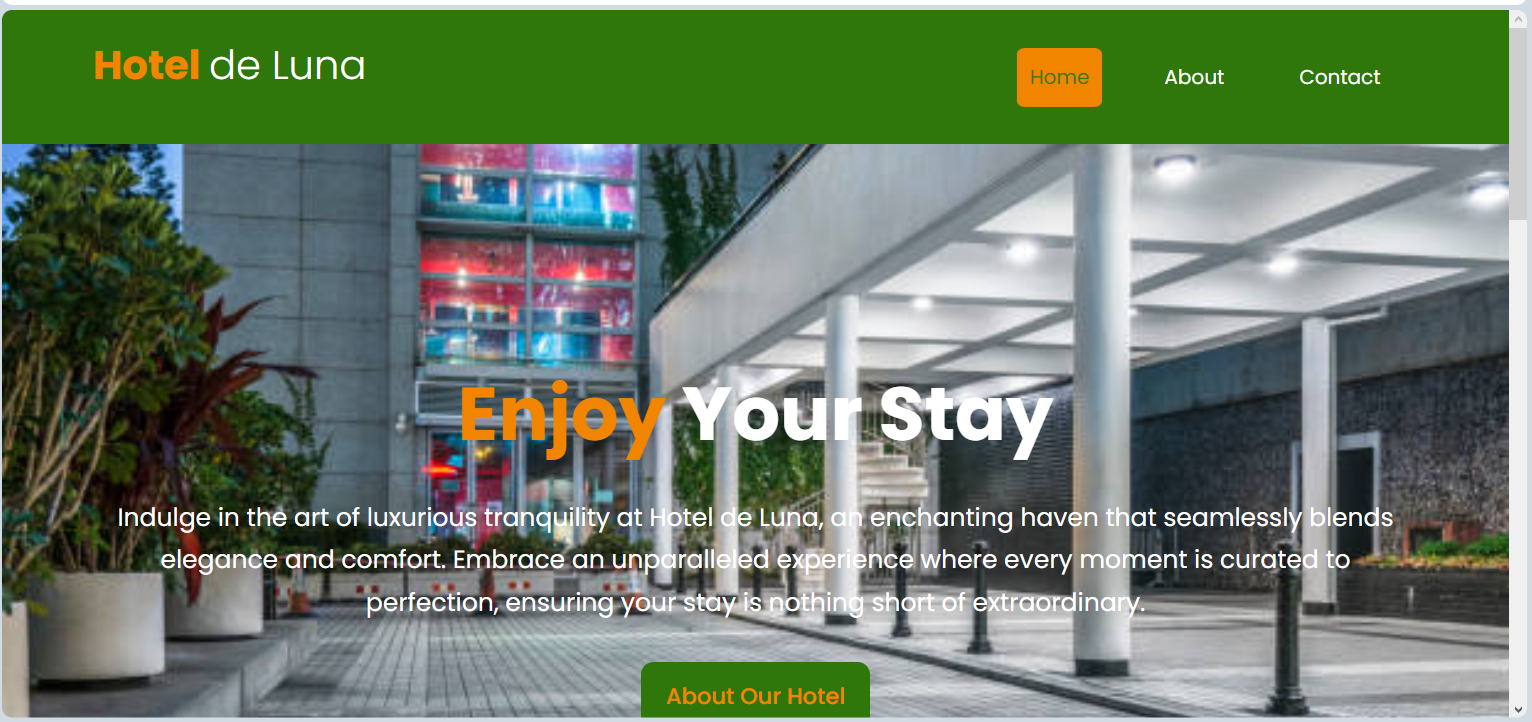 Hotel de Luna
Home
About
Contact
Enjoy Your Stay
Indulge in the art of luxurious tranquility at Hotel de Luna, an enchanting haven that seamlessly blends
elegance and comfort. Embrace an unparalleled experience where every moment is curated to
perfection, ensuring your stay is nothing short of extraordinary.
About Our Hotel